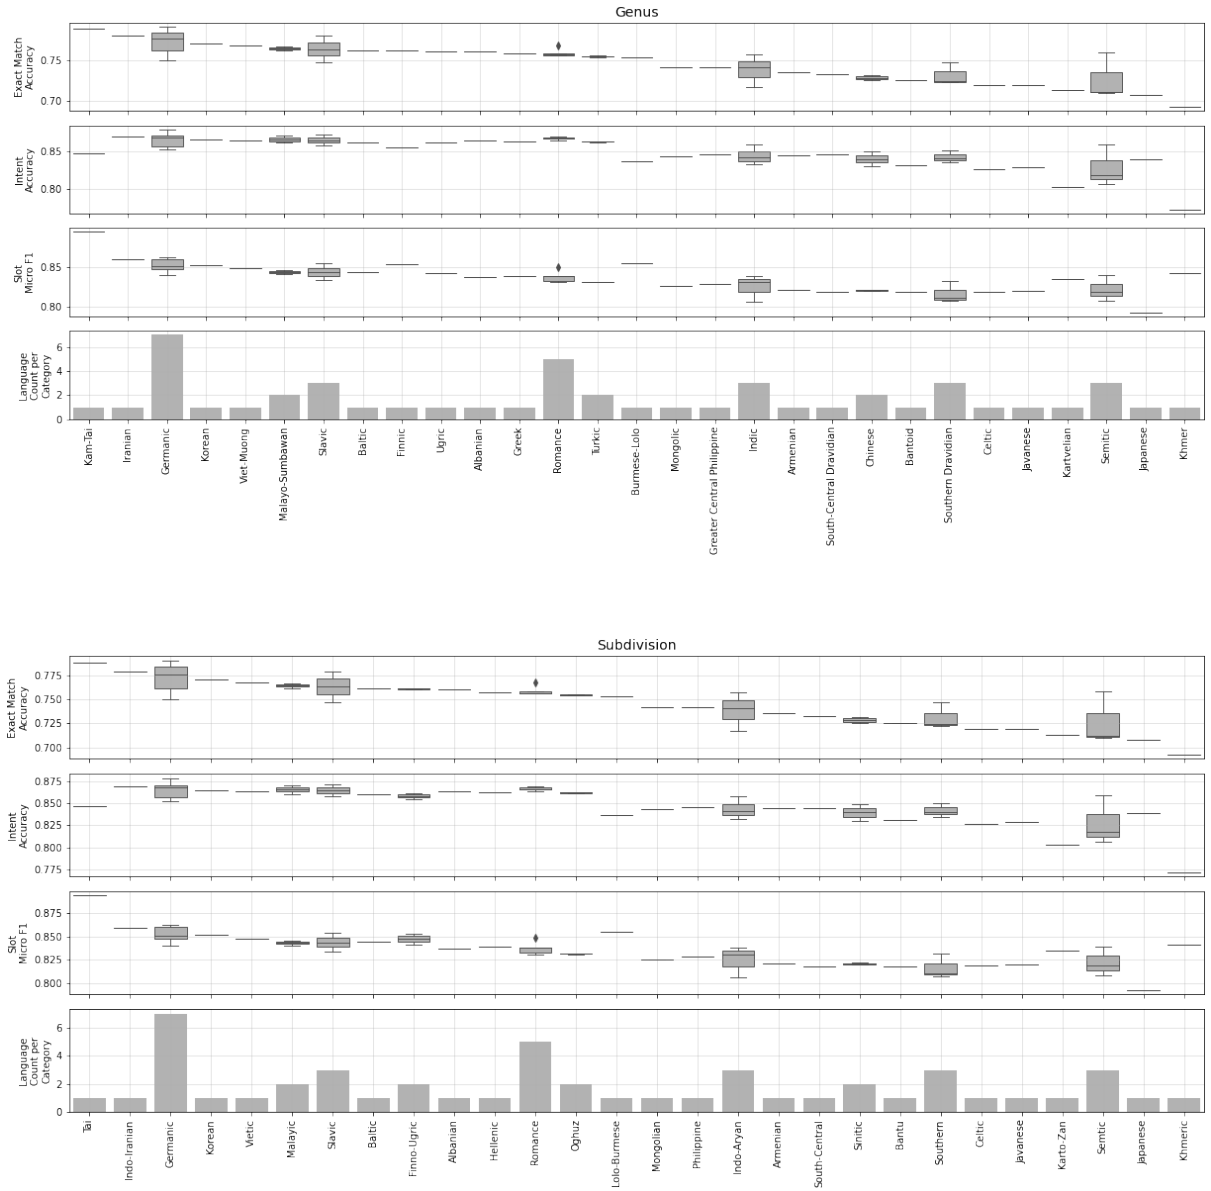 Genus
Exact Match
Accuracy
0.75
0.70
Intent
Accuracy
0.85
0.80
Slot
Micro F1
0.85
0.80
Language
Count per
Category
6
4
2
0
Kam-Tai
Iranian
Germanic
Korean
Viet-Muong
Malayo-Sumbawan
Slavic
Baltic
Finnic
Ugric
Albanian
Greek
Romance
Turkic
Burmese-Lolo
Mongolic
Greater Central Philippine
Indic
Armenian
South-Central Dravidian
Chinese
Bantoid
Southern Dravidian
Celtic
Javanese
Kartvelian
Semitic
Japanese
Khmer
Subdivision
Exact Match
Accuracy
0.775
0.750
0.725
0.700
Intent
Accuracy
0.875
0.850
0.825
0.800
0.775
Slot
Micro F1
0.875
0.850
0.825
0.800
Language
Count per
Category
6
4
2
0
Tai
Indo-Iranian
Germanic
Korean
Vietic
Malayic
Slavic
Baltic
Finno-Ugric
Albanian
Hellenic
Romance
Oghuz
Lolo-Burmese
Mongolian
Philippine
Indo-Aryan
Armenian
South-Central
Sinitic
Bantu
Southern
Celtic
Javanese
Karto-Zan
Semtic
Japanese
Khmeric